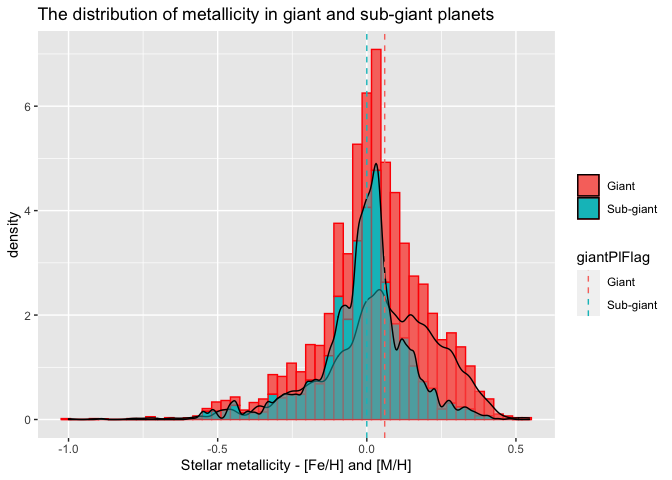 The distribution of metallicity in giant and sub-giant planets
6
4
2
0
density
-1.0
-0.5
0.0
0.5
Stellar metallicity - [Fe/H] and [M/H]
Giant
Sub-giant
giantPlFlag
Giant
Sub-giant